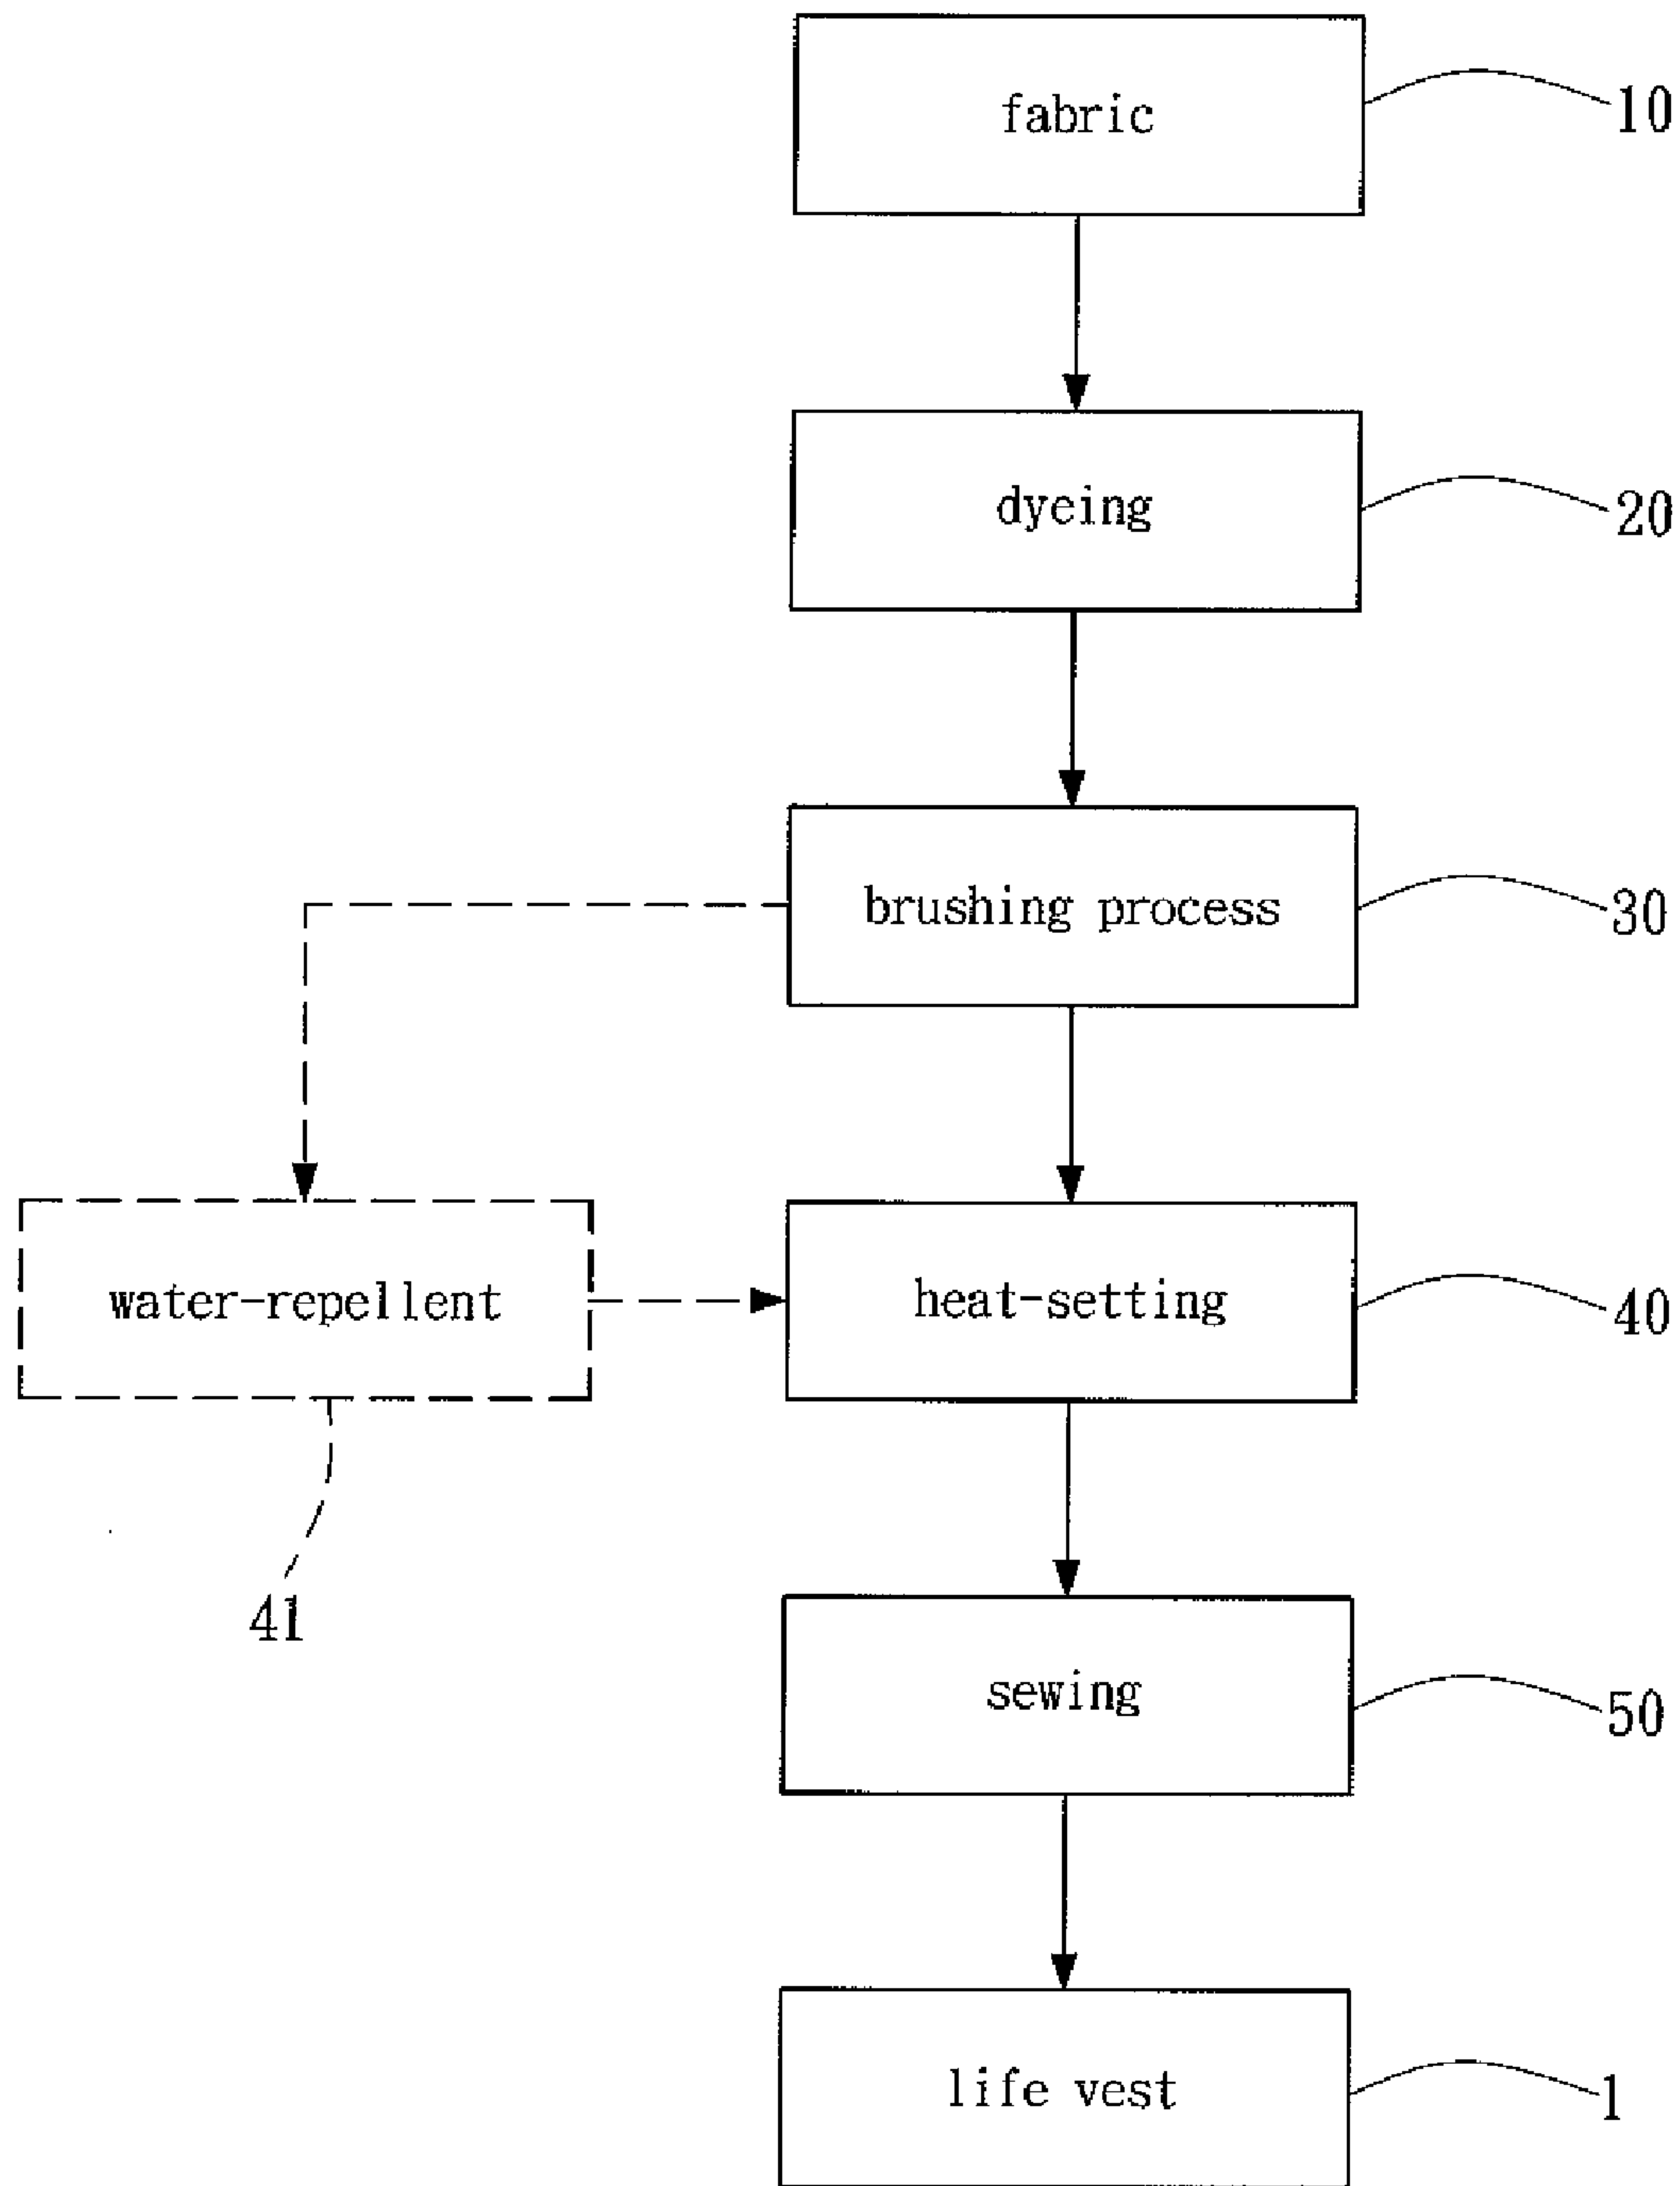 fabric
10
dyeing
20
brushing process
30
water-repellent
heat-setting
40
41
sewing
50
life vest
1